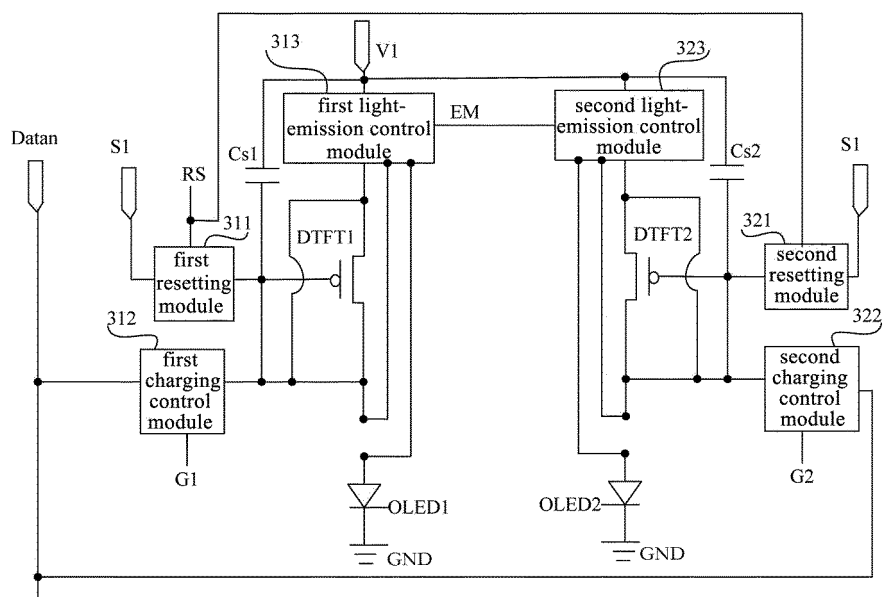 313
V1
323
first light-
emission control
module
EM
second light-
emission control
module
Datan
S1
Cs1
Cs2
S1
RS
311
DTFT1
DTFT2
321
first
resetting
module
second
resetting
module
312
322
first
charging
control
module
second
charging
control
module
G1
G2
OLED1
OLED2
GND
GND